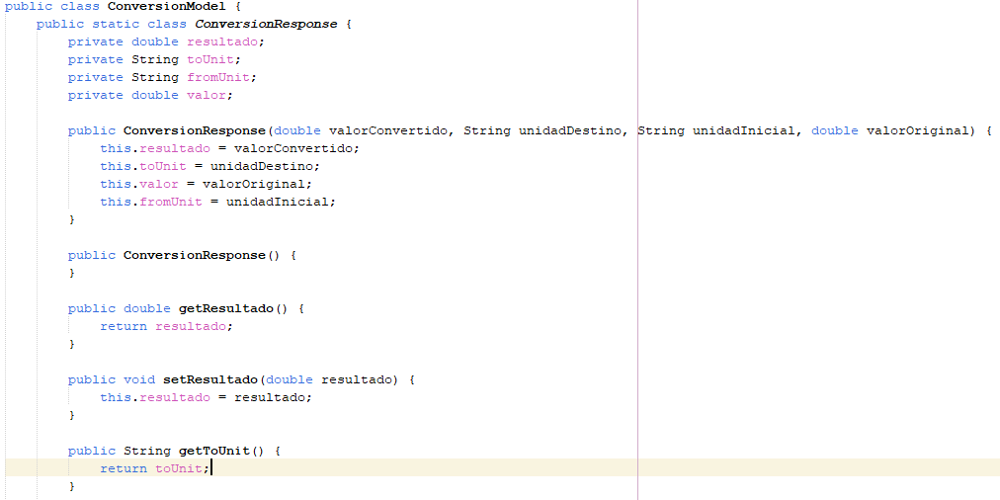 public class ConversionModel {
    public static class ConversionResponse {
        private double resultado;
        private String toUnit;
        private String fromUnit;
        private double valor;

        public ConversionResponse(double valorConvertido, String unidadDestino, String unidadInicial, double valorOriginal) {
            this.resultado = valorConvertido;
            this.toUnit = unidadDestino;
            this.valor = valorOriginal;
            this.fromUnit = unidadInicial;
        }

        public ConversionResponse() {
        }

        public double getResultado() {
            return resultado;
        }

        public void setResultado(double resultado) {
            this.resultado = resultado;
        }

        public String getToUnit() {
            return toUnit;
        }